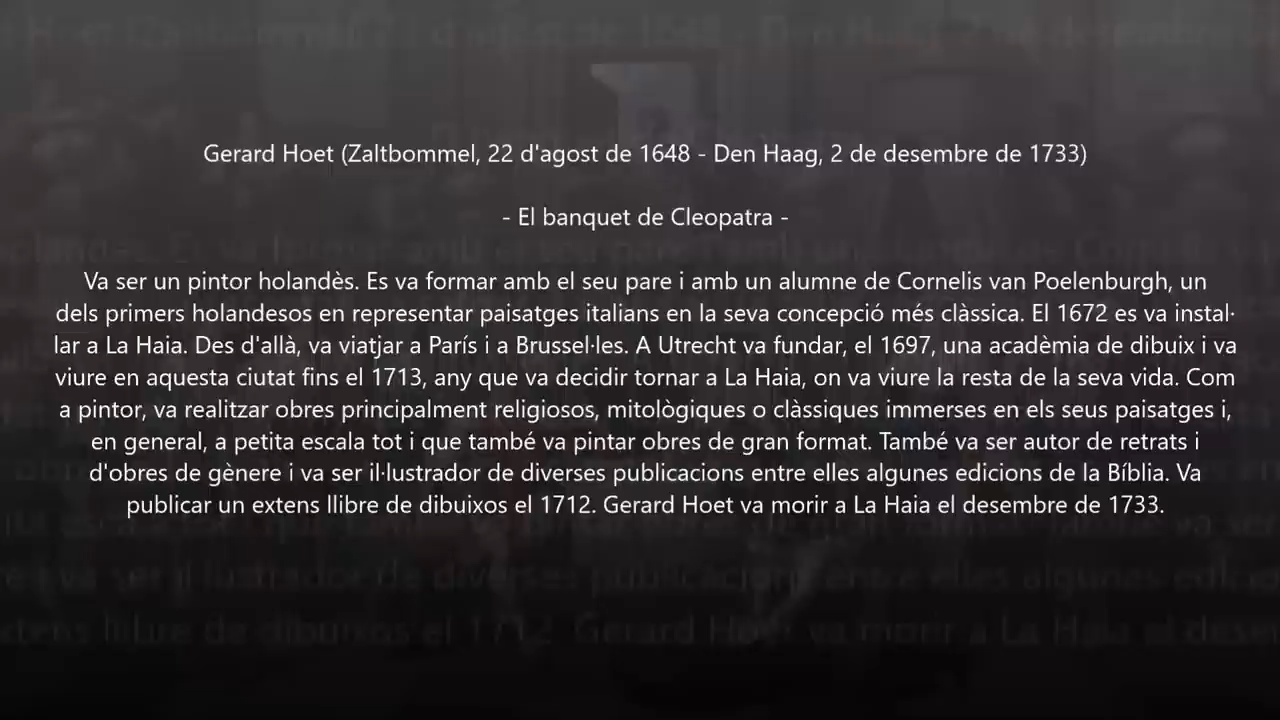 Gerard Hoet (Zaltbommel, 22 d'agost de 1648 - Den Haag, 2 de desembre de 1733)
- El banquet de Cleopatra -
Va ser un pintor holandès. Es va formar amb el seu pare i amb un alumne de Cornelis van Poelenburgh, un
dels primers holandesos en representar paisatges italians en la seva concepció més clàssica. El 1672 es va instal·
lar a La Haia. Des d'allà, va viatjar a París i a Brussel·les. A Utrecht va fundar, el 1697, una acadèmia de dibuix i va
viure en aquesta ciutat fins el 1713, any que va decidir tornar a La Haia, on va viure la resta de la seva vida. Com
a pintor, va realitzar obres principalment religiosos, mitològiques o clàssiques immerses en els seus paisatges i,
en general, a petita escala tot i que també va pintar obres de gran format. També va ser autor de retrats i
d'obres de gènere i va ser il·lustrador de diverses publicacions entre elles algunes edicions de la Bíblia. Va
publicar un extens llibre de dibuixos el 1712. Gerard Hoet va morir a La Haia el desembre de 1733.